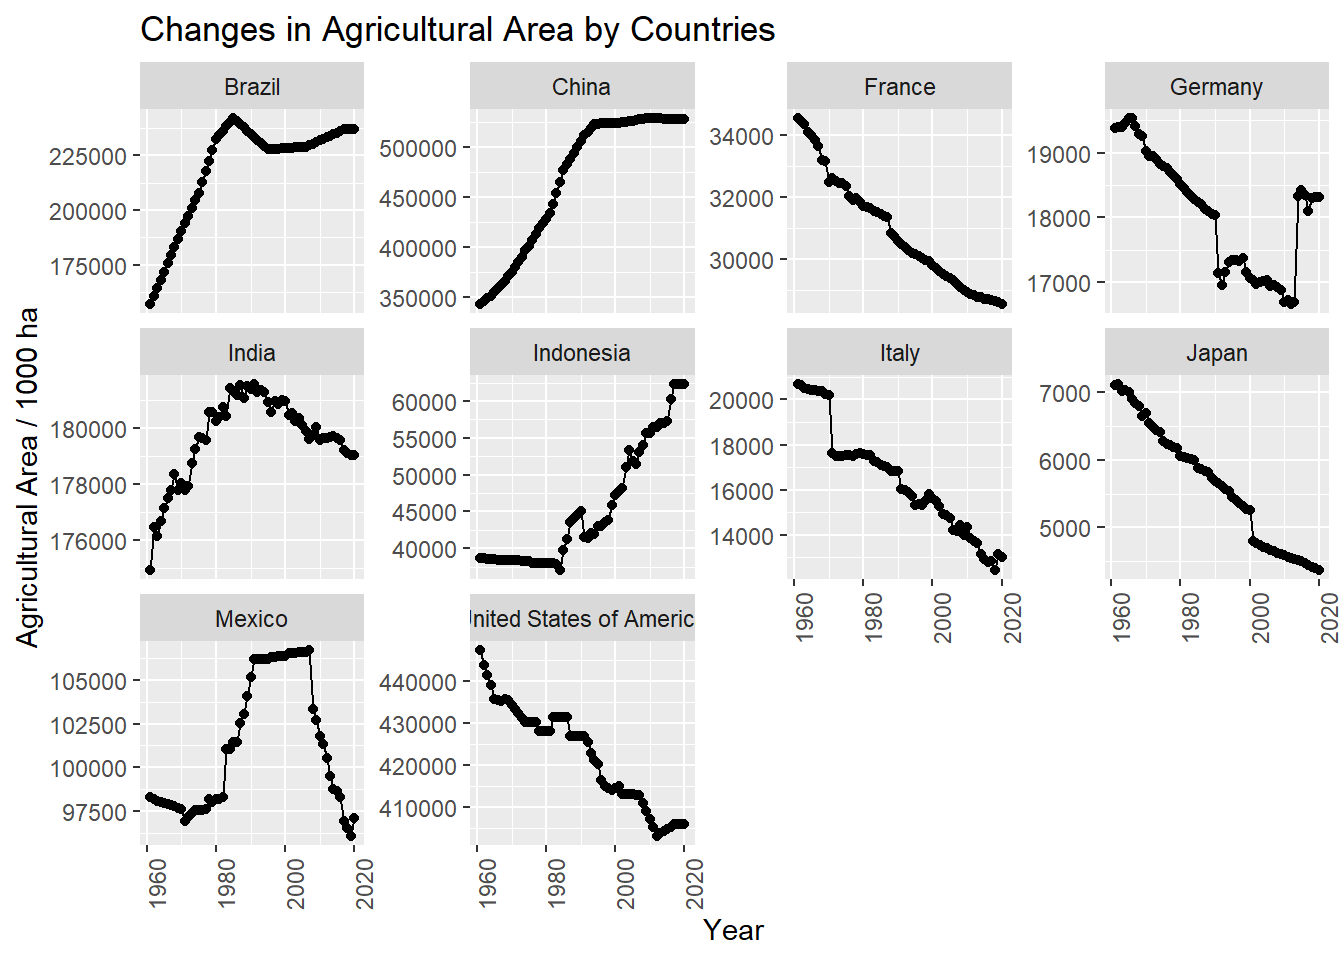 Changes in Agricultural Area by Countries
Brazil China France Germany
225000 200000 175000
500000 450000 400000 350000
34000 32000 30000
19000 18000 17000
India Indonesia Italy Japan
180000 178000 176000
60000 55000 50000 45000 40000
20000 18000 16000 14000
7000 6000 5000
1960 1980 2000 2020
1960 1980 2000 2020
Mexico United States of Americ
105000 102500 100000 97500
440000 430000 420000 410000
1960 1980 2000 2020
1960 1980 2000 2020
Agricultural Area / 1000 ha
Year